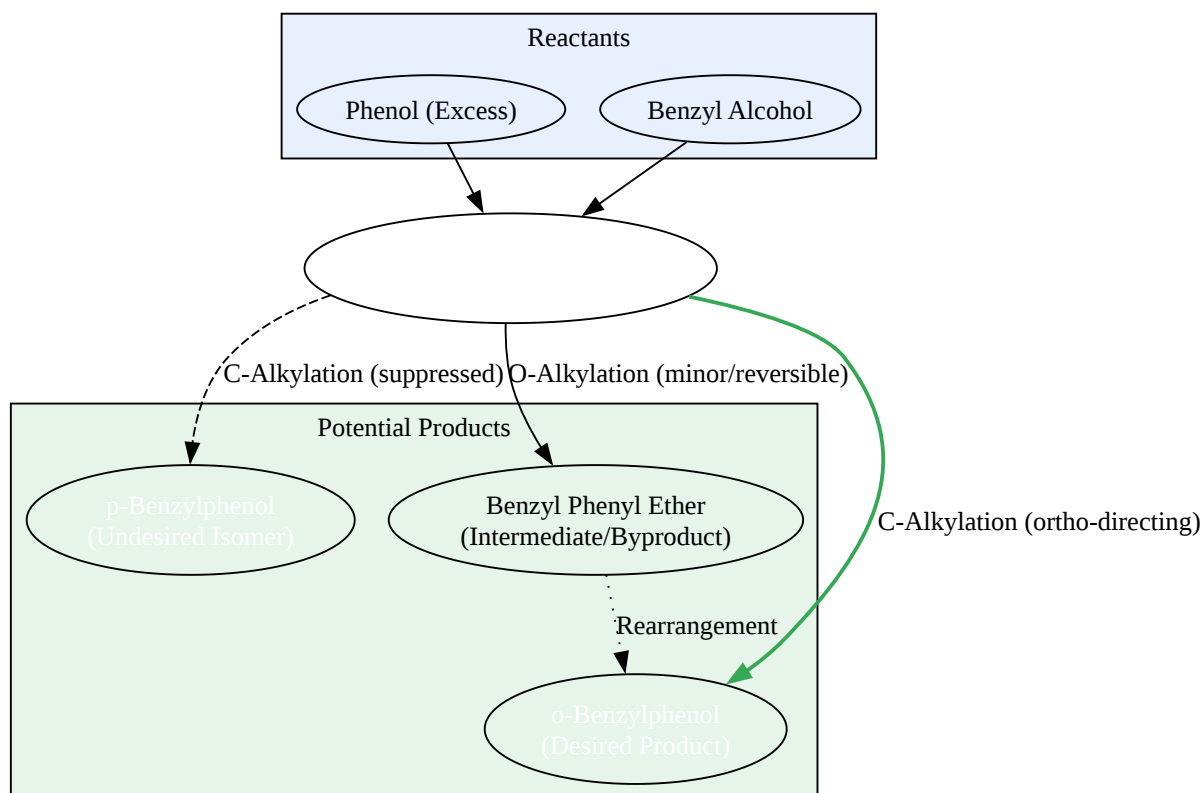 Reactants
Phenol (Excess)
Benzyl Alcohol
C-Alkylation (suppressed)
O-Alkylation (minor/reversible)
Potential Products
p-Benzylphenol
(Undesired Isomer)
Benzyl Phenyl Ether
(Intermediate/Byproduct)
C-Alkylation (ortho-directing)
Rearrangement
o-Benzylphenol
(Desired Product)